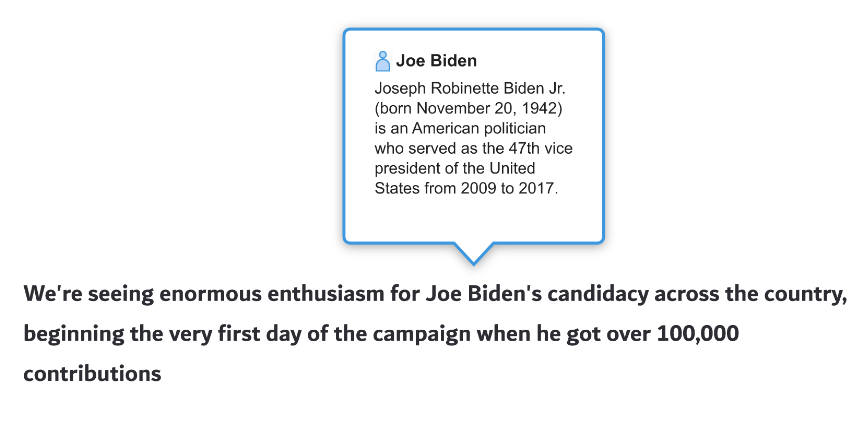 Joe Biden
Joseph Robinette Biden Jr.
(born November 20, 1942)
is an American politician
who served as the 47th vice
president of the United
States from 2009 to 2017.
We're seeing enormous enthusiasm for Joe Biden's candidacy across the country,
beginning the very first day of the campaign when he got over 100,000
contributions